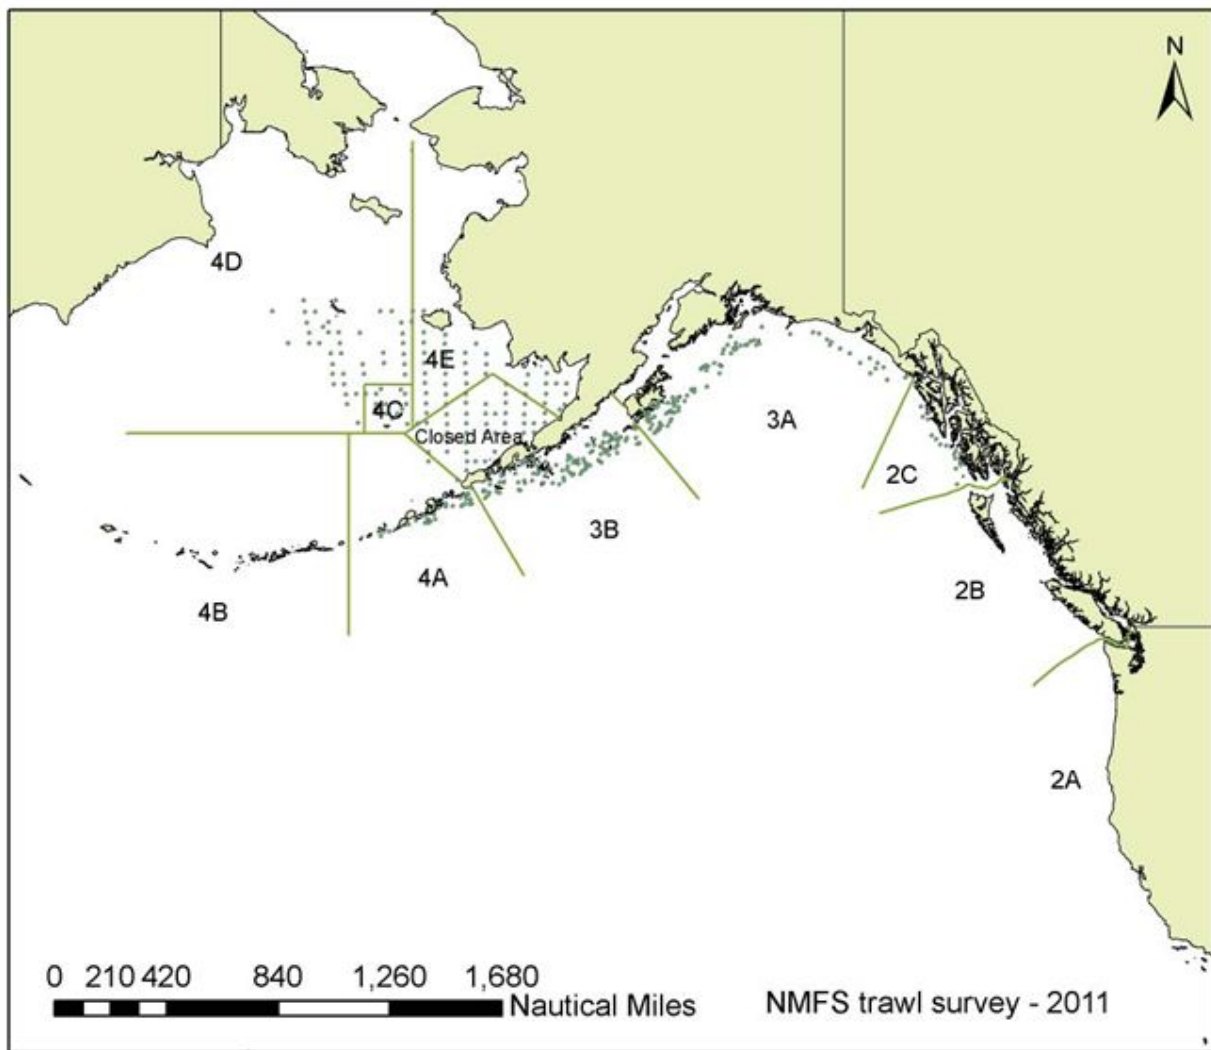 N
4D
4E
4C
Closed Area
3A
2C
3B
4A
2B
4B
2A
0 210 420 840 1,260 1,680
Nautical Miles
NMFS trawl survey - 2011